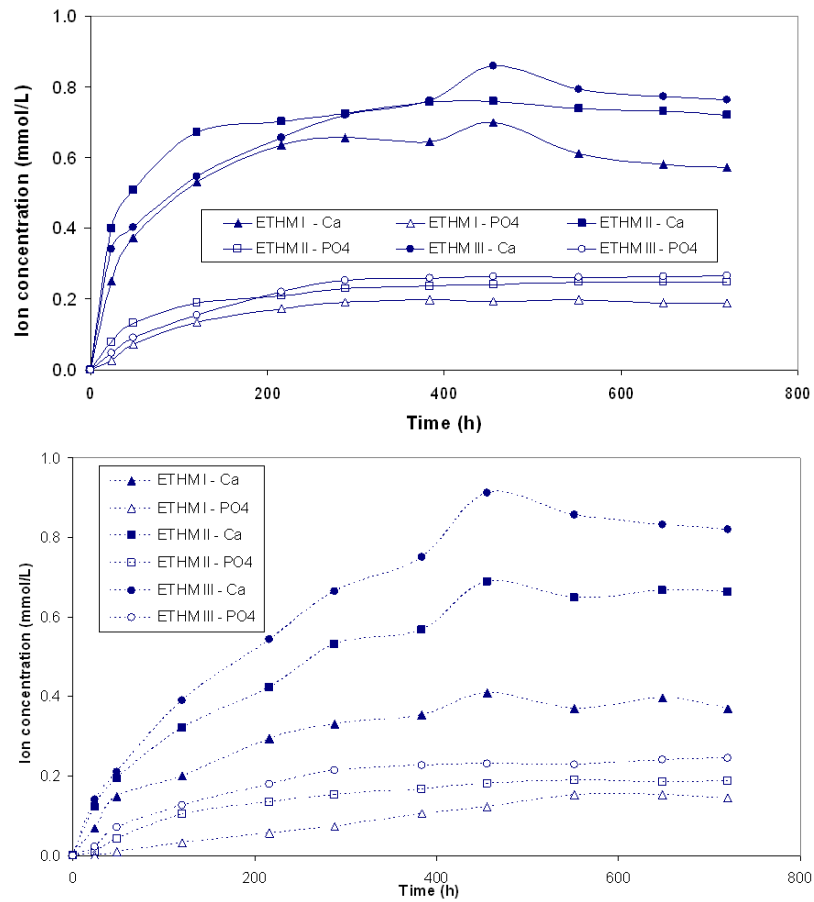 1.0
0.8
0.6
0.4
0.2
0.0
Ion concentration (mmol/L)
ETHM I - Ca
ETHM I - PO4
ETHM II - Ca
ETHM II - PO4
ETHM III - Ca
ETHM III - PO4
0
200
400
600
800
Time (h)
1.0
0.8
0.6
0.4
0.2
0.0
Ion concentration (mmol/L)
ETHM I - Ca
ETHM I - PO4
ETHM II - Ca
ETHM II - PO4
ETHM III - Ca
ETHM III - PO4
0
200
400
600
800
Time (h)